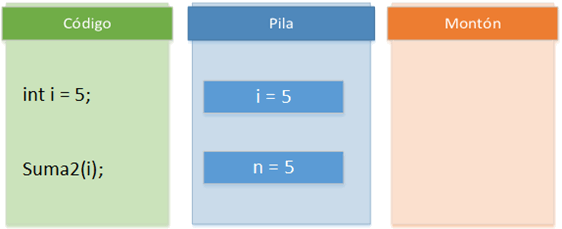 Código
Pila
Montón
int i = 5;
i = 5
Suma2(i);
n = 5